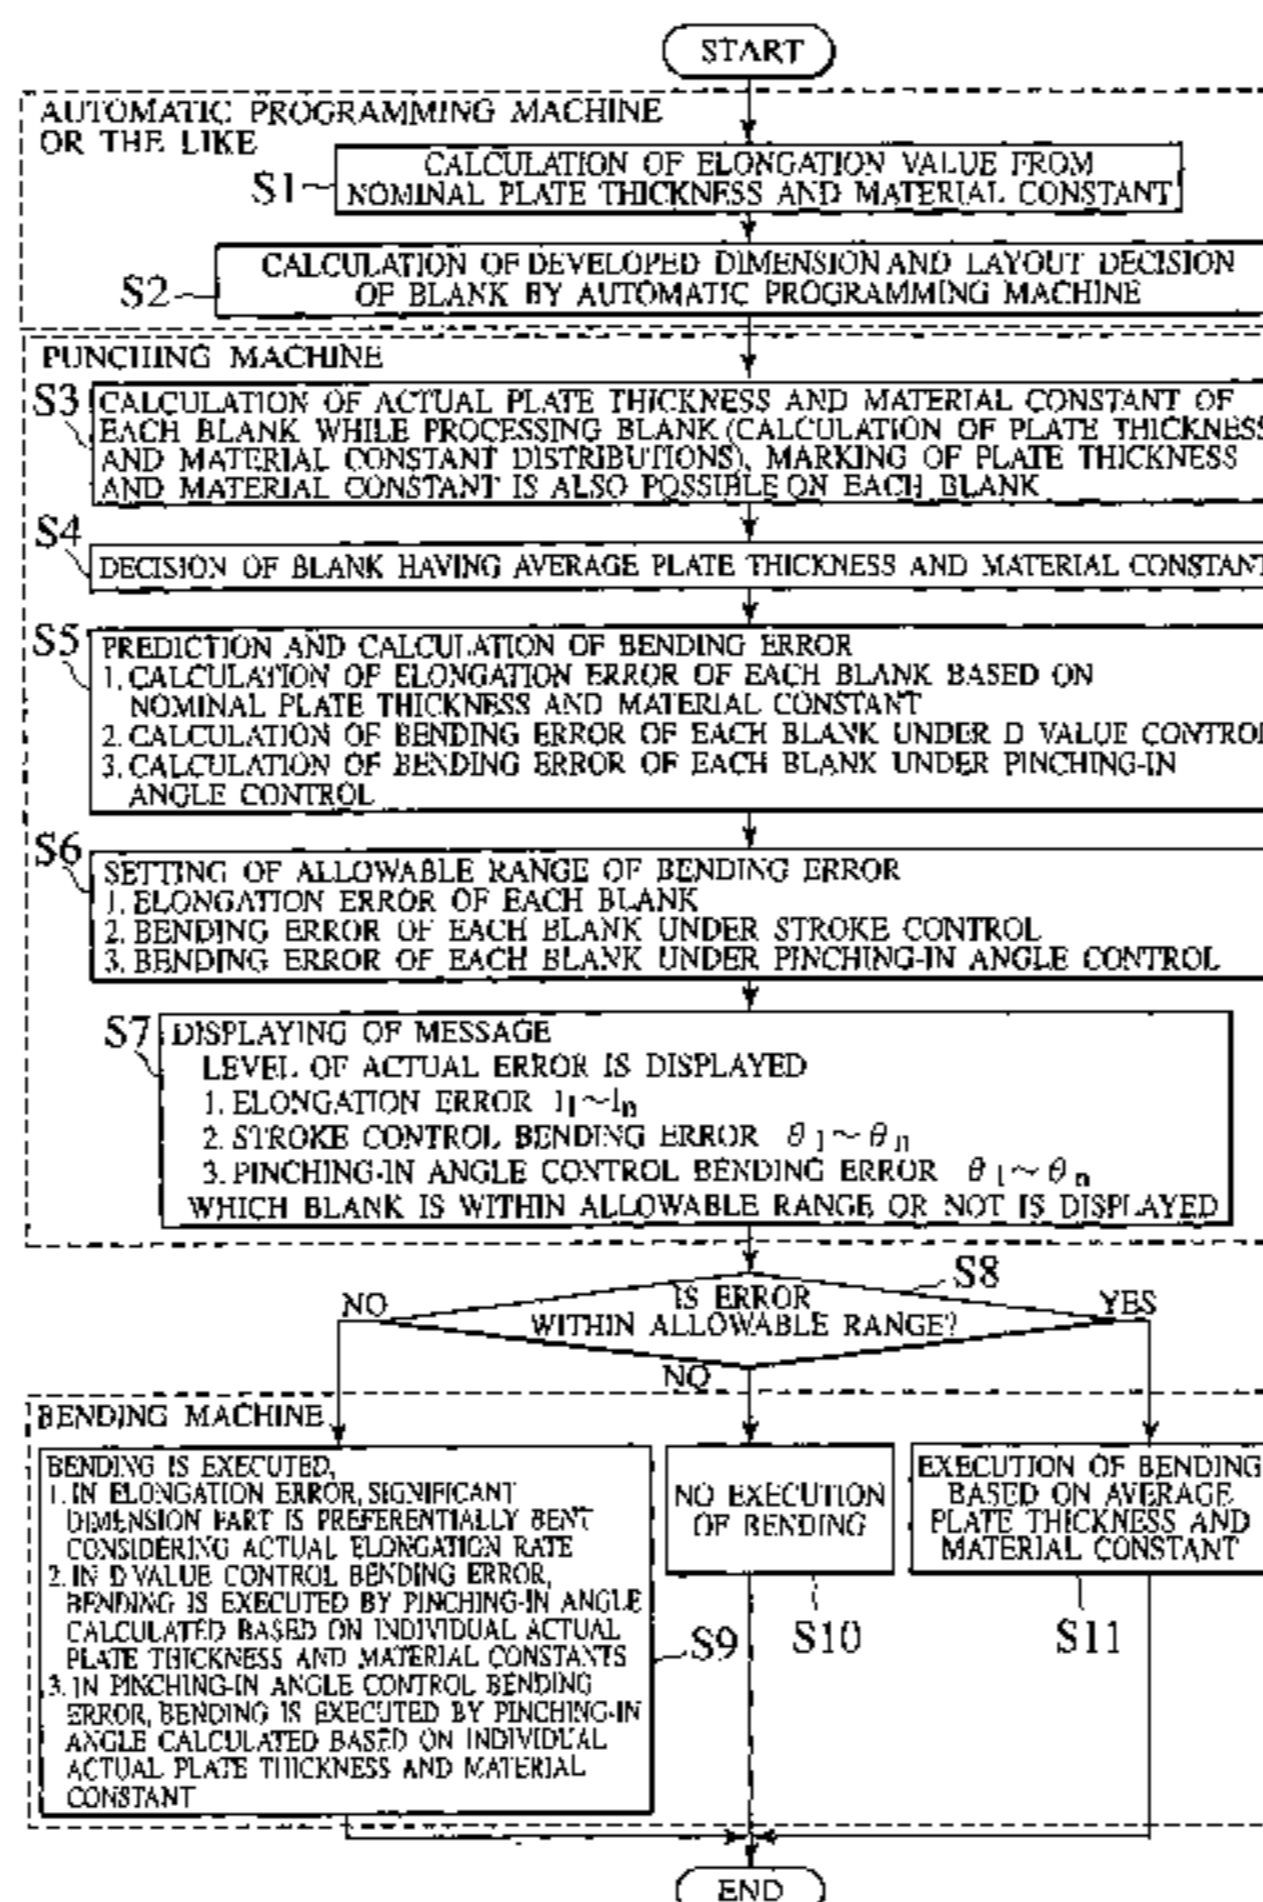 START
AUTOMATIC PROGRAMMING MACHINE
OR THE LIKE
S1
CALCULATION OF ELONGATION VALUE FROM
NOMINAL PLATE THICKNESS AND MATERIAL CONSTANT
S2
CALCULATION OF DEVELOPED DIMENSION AND LAYOUT DECISION
OF BLANK BY AUTOMATIC PROGRAMMING MACHINE
PUNCHING MACHINE
S3
CALCULATION OF ACTUAL PLATE THICKNESS AND MATERIAL CONSTANT OF
EACH BLANK WHILE PROCESSING BLANK (CALCULATION OF PLATE THICKNESS
AND MATERIAL CONSTANT DISTRIBUTIONS), MARKING OF PLATE THICKNESS
AND MATERIAL CONSTANT IS ALSO POSSIBLE ON EACH BLANK
S4
DECISION OF BLANK HAVING AVERAGE PLATE THICKNESS AND MATERIAL CONSTANT
S5
PREDICTION AND CALCULATION OF BENDING ERROR
1. CALCULATION OF ELONGATION ERROR OF EACH BLANK BASED ON
NOMINAL PLATE THICKNESS AND MATERIAL CONSTANT
2. CALCULATION OF BENDING ERROR OF EACH BLANK UNDER D VALUE CONTROL
3. CALCULATION OF BENDING ERROR OF EACH BLANK UNDER PINCHING-IN
ANGLE CONTROL
S6
SETTING OF ALLOWABLE RANGE OF BENDING ERROR
1. ELONGATION ERROR OF EACH BLANK
2. BENDING ERROR OF EACH BLANK UNDER STROKE CONTROL
3. BENDING ERROR OF EACH BLANK UNDER PINCHING-IN ANGLE CONTROL
S7
DISPLAYING OF MESSAGE
LEVEL OF ACTUAL ERROR IS DISPLAYED
1. ELONGATION ERROR l1~ln
2. STROKE CONTROL BENDING ERROR θ1~θn
3. PINCHING-IN ANGLE CONTROL BENDING ERROR θ1~θn
WHICH BLANK IS WITHIN ALLOWABLE RANGE OR NOT IS DISPLAYED
S8
IS ERROR
WITHIN ALLOWABLE RANGE?
NO
YES
NO
BENDING MACHINE
BENDING IS EXECUTED,
1. IN ELONGATION ERROR, SIGNIFICANT
DIMENSION PART IS PREFERENTIALLY BENT
CONSIDERING ACTUAL ELONGATION RATE
2. IN D VALUE CONTROL BENDING ERROR,
BENDING IS EXECUTED BY PINCHING-IN ANGLE
CALCULATED BASED ON INDIVIDUAL ACTUAL
PLATE THICKNESS AND MATERIAL CONSTANTS
3. IN PINCHING-IN ANGLE CONTROL BENDING
ERROR, BENDING IS EXECUTED BY PINCHING-IN
ANGLE CALCULATED BASED ON INDIVIDUAL
ACTUAL PLATE THICKNESS AND MATERIAL
CONSTANT
S9
NO EXECUTION
OF BENDING
S10
EXECUTION OF BENDING
BASED ON AVERAGE
PLATE THICKNESS AND
MATERIAL CONSTANT
S11
END